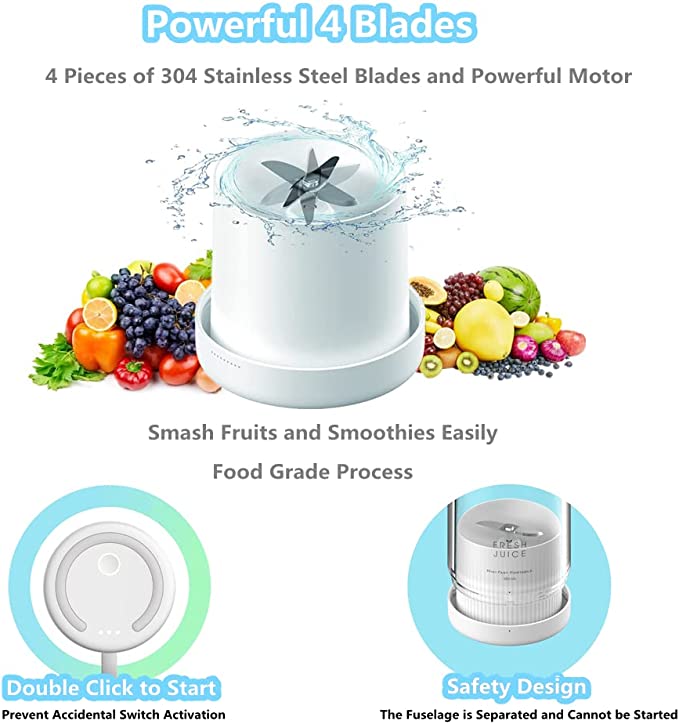 Powerful 4 Blades
4 Pieces of 304 Stainless Steel Blades and Powerful Motor
Smash Fruits and Smoothies Easily
Food Grade Process
FRESH
JUICE
Double Click to Start
Prevent Accidental Switch Activation
Safety Design
The Fuselage is Separated and Cannot be Started